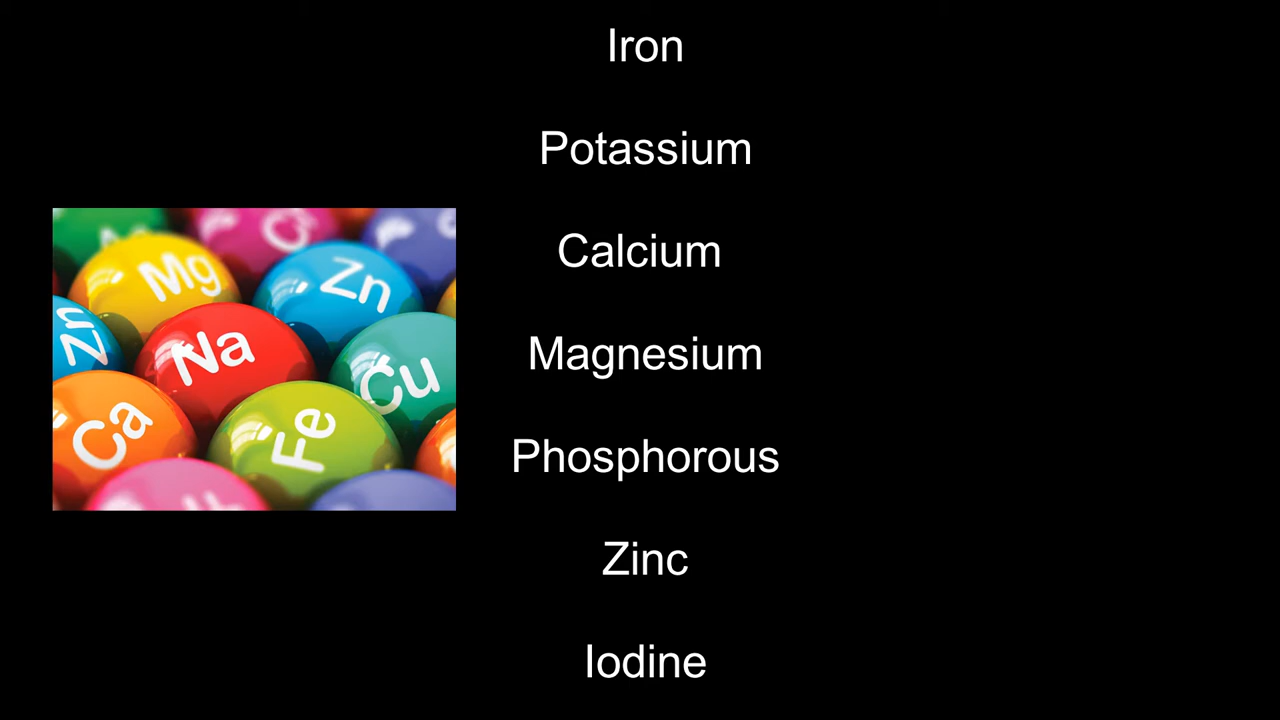 Iron
Potassium
Calcium
Magnesium
Phosphorous
Zinc
Iodine
Mg
Zn
Zn
Na
Cu
Ca
Fe